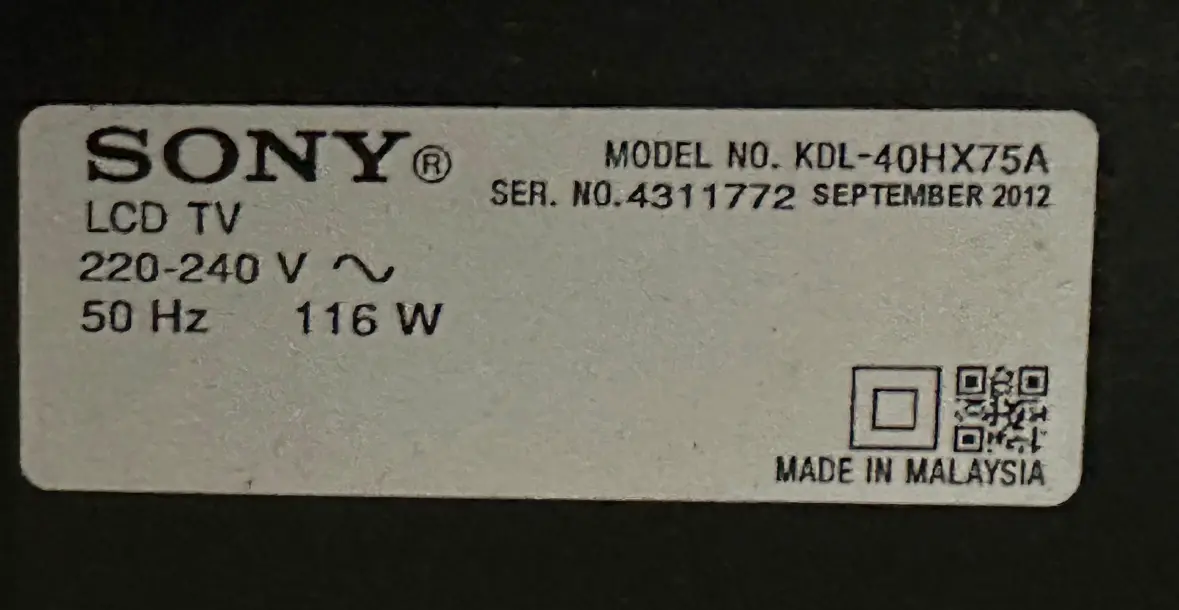 SONY®
MODEL NO. KDL-40HX75A
SER. NO.4311772 SEPTEMBER 2012
LCD TV
220-240 V ~
50 Hz 116 W
MADE IN MALAYSIA